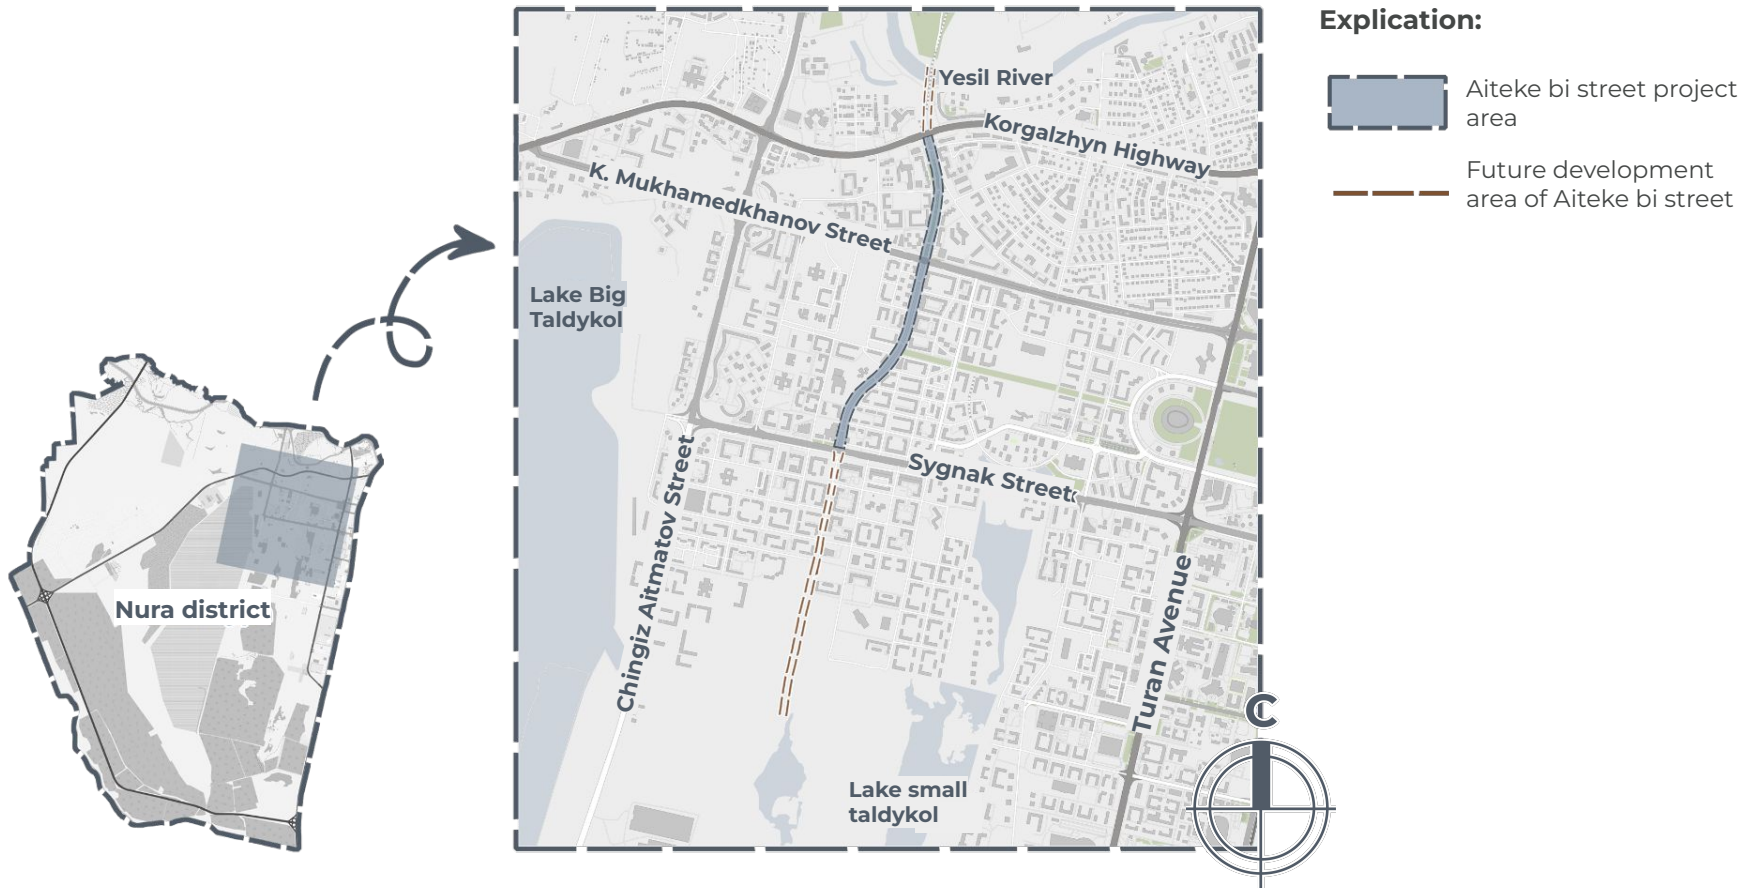 Explication:
Aiteke bi street project
area
Future development
area of Aiteke bi street
Yesil River
Korgalzhyn Highway
K. Mukhamedkhanov Street
Lake Big
Taldykol
Sygnak Street
Chingiz Aitmatov Street
Turan Avenue
Nura district
Lake small
taldykol
С